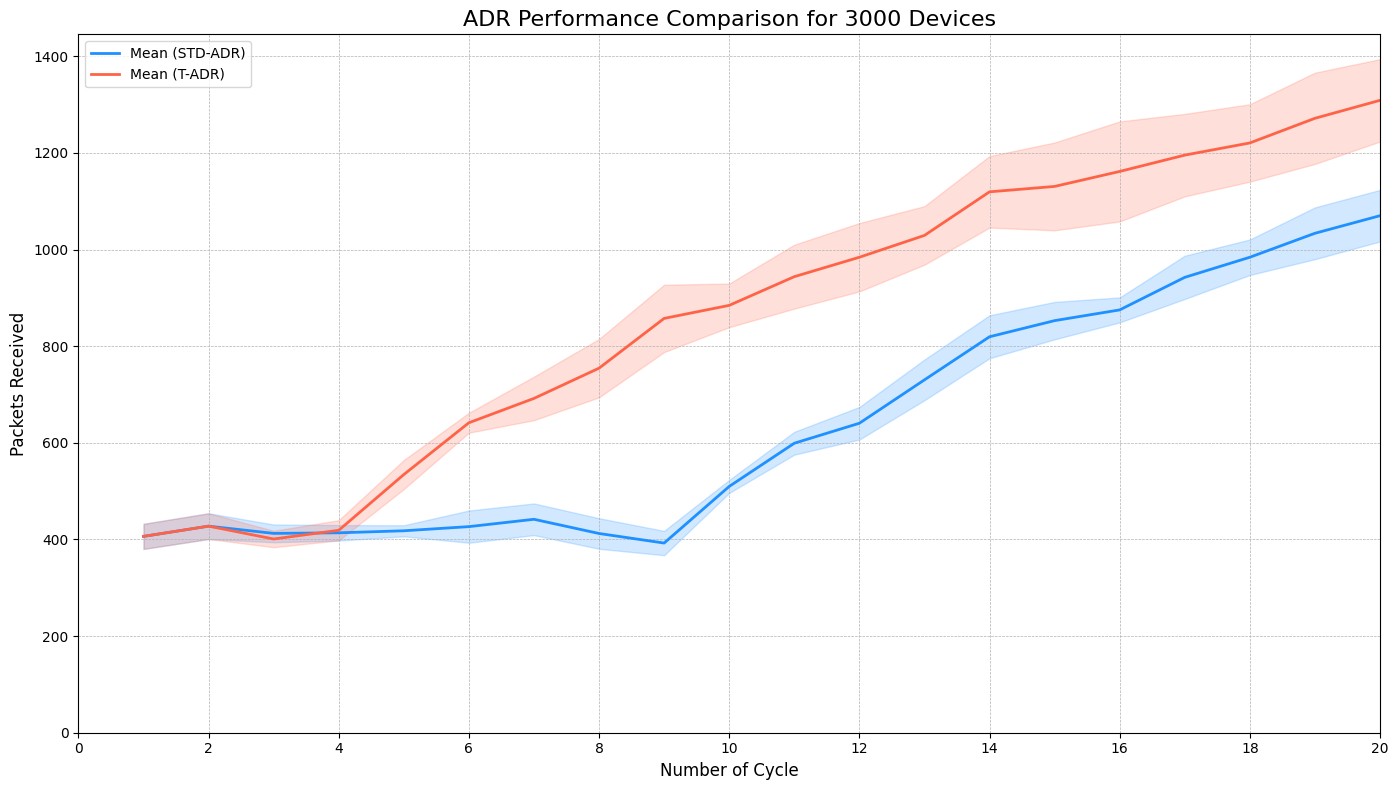 ADR Performance Comparison for 3000 Devices
Mean (STD-ADR)
Mean (T-ADR)
Packets Received
1400
1200
1000
800
600
400
200
0
0 2 4 6 8 10 12 14 16 18 20
Number of Cycle